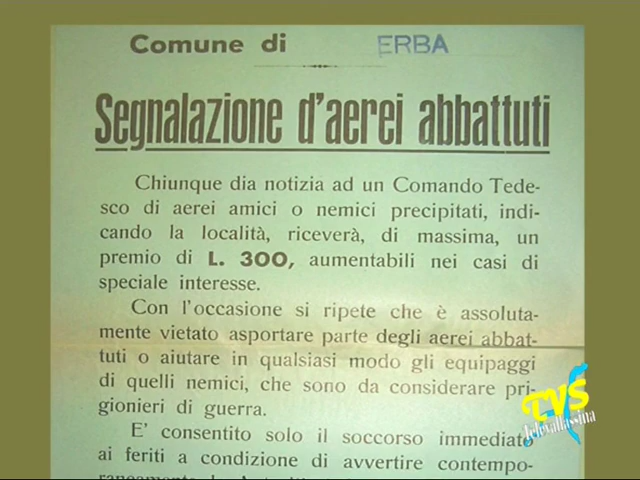 Comune di ERBA
Segnalazione d'aerei abbattuti
Chiunque dia notizia ad un Comando Tede-
sco di aerei amici o nemici precipitati, indi-
cando la località, riceverà, di massima, un
premio di L. 300, aumentabili nei casi di
speciale interesse.
Con l'occasione si ripete che è assoluta-
mente vietato asportare parte degli aerei abbat-
tuti o aiutare in qualsiasi modo gli equipaggi
di quelli nemici, che sono da considerare pri-
gionieri di guerra.
E' consentito solo il soccorso immediato
ai feriti a condizione di avvertire contempo-
TVS
Televallassina